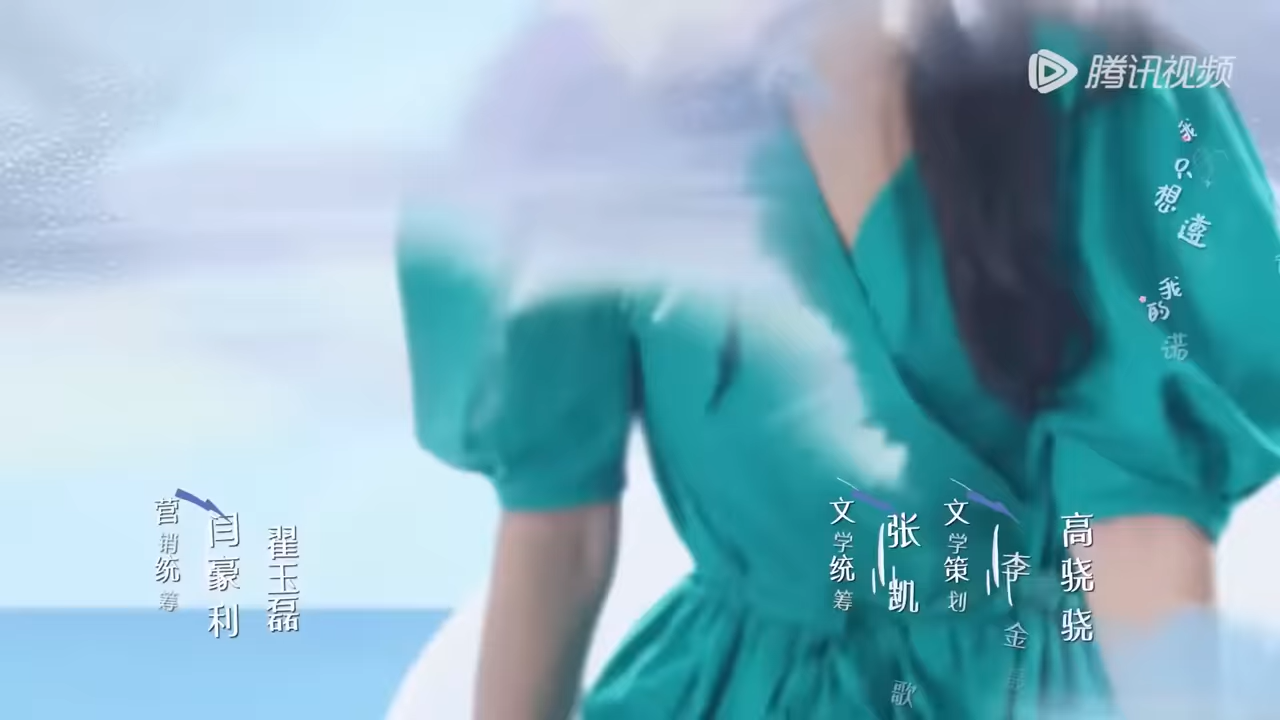 腾讯视频
我只想遵
我的诺
营销统筹
闫豪利
翟玉磊
文学统筹
张凯
文学策划
李金
高骁骁
歌